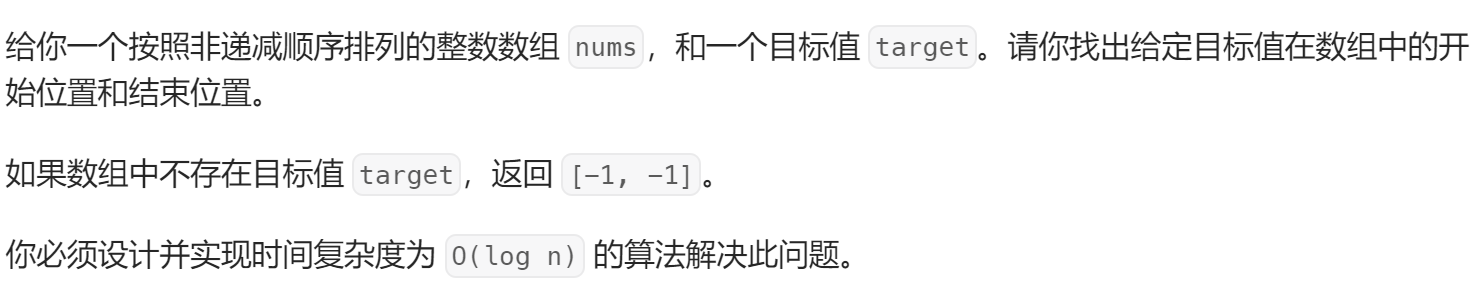 给你一个按照非递减顺序排列的整数数组 nums，和一个目标值 target。请你找出给定目标值在数组中的开
始位置和结束位置。
如果数组中不存在目标值 target，返回 [-1, -1]。
你必须设计并实现时间复杂度为 O(log n) 的算法解决此问题。